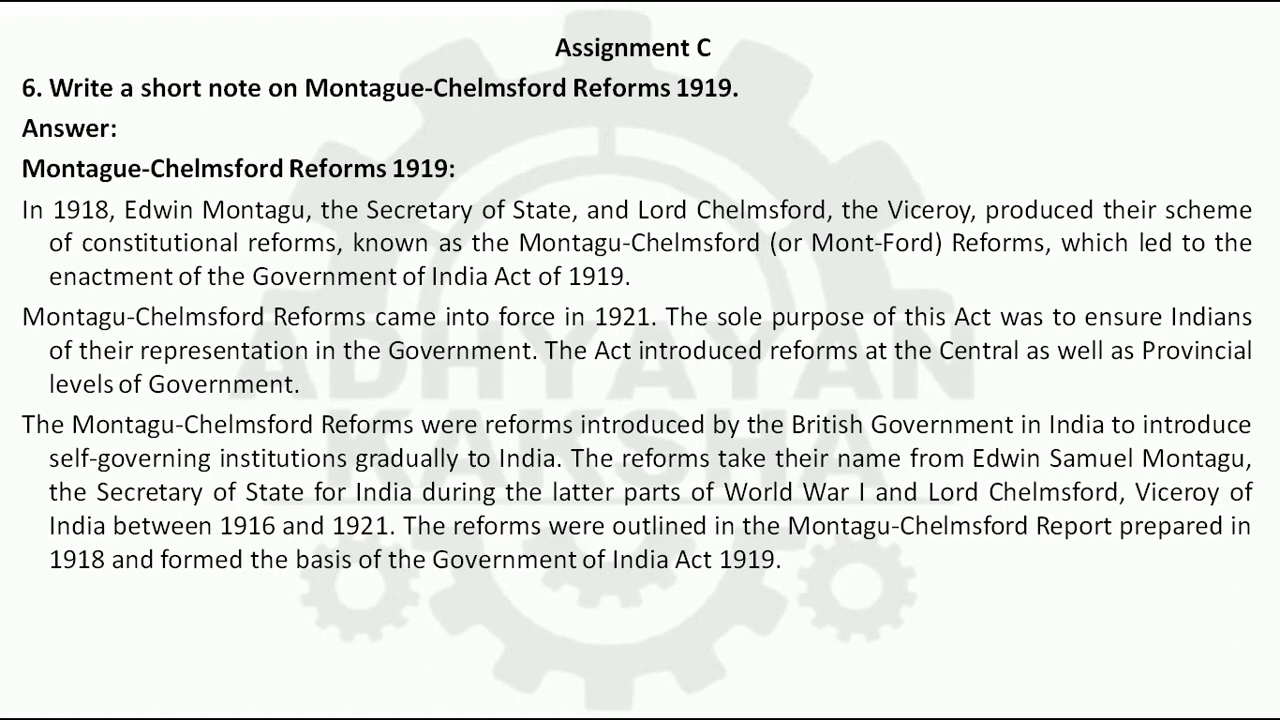 Assignment C
6. Write a short note on Montague-Chelmsford Reforms 1919.
Answer:
Montague-Chelmsford Reforms 1919:
In 1918, Edwin Montagu, the Secretary of State, and Lord Chelmsford, the Viceroy, produced their scheme
of constitutional reforms, known as the Montagu-Chelmsford (or Mont-Ford) Reforms, which led to the
enactment of the Government of India Act of 1919.
Montagu-Chelmsford Reforms came into force in 1921. The sole purpose of this Act was to ensure Indians
of their representation in the Government. The Act introduced reforms at the Central as well as Provincial
levels of Government.
The Montagu-Chelmsford Reforms were reforms introduced by the British Government in India to introduce
self-governing institutions gradually to India. The reforms take their name from Edwin Samuel Montagu,
the Secretary of State for India during the latter parts of World War I and Lord Chelmsford, Viceroy of
India between 1916 and 1921. The reforms were outlined in the Montagu-Chelmsford Report prepared in
1918 and formed the basis of the Government of India Act 1919.
ADHYAYAN
KAKSHA